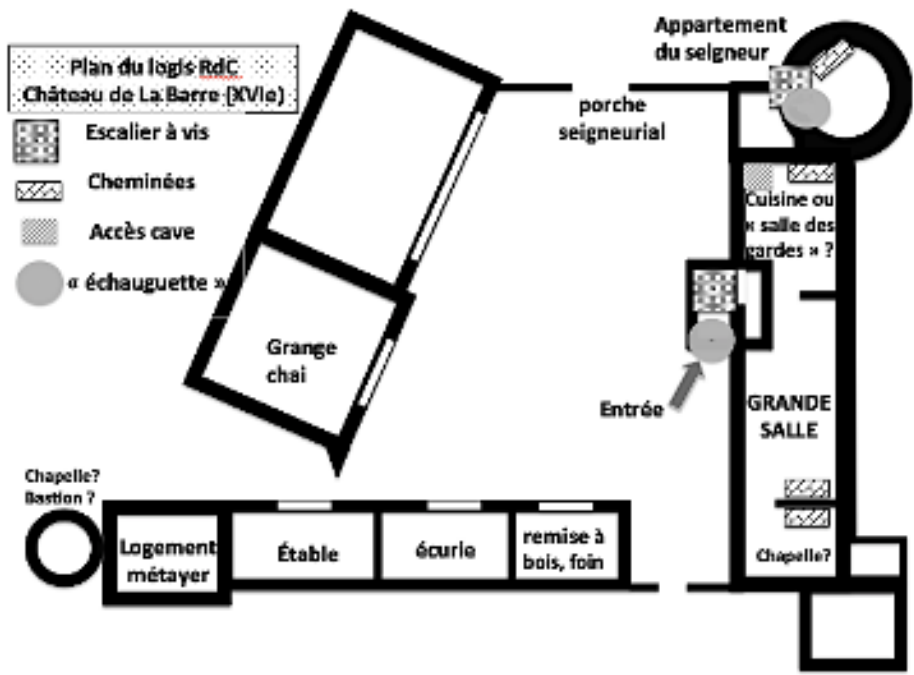 Plan du logis RdC
Château de La Barre (XVIe)
Escalier à vis
Cheminées
Accès cave
« échauguette »
Appartement
du seigneur
porche
seigneurial
Cuisine ou
« salle des
gardes » ?
Grange
chai
Entrée
GRANDE
SALLE
Chapelle?
Bastion ?
Logement
métayer
Étable
écurie
remise à
bois, foin
Chapelle?